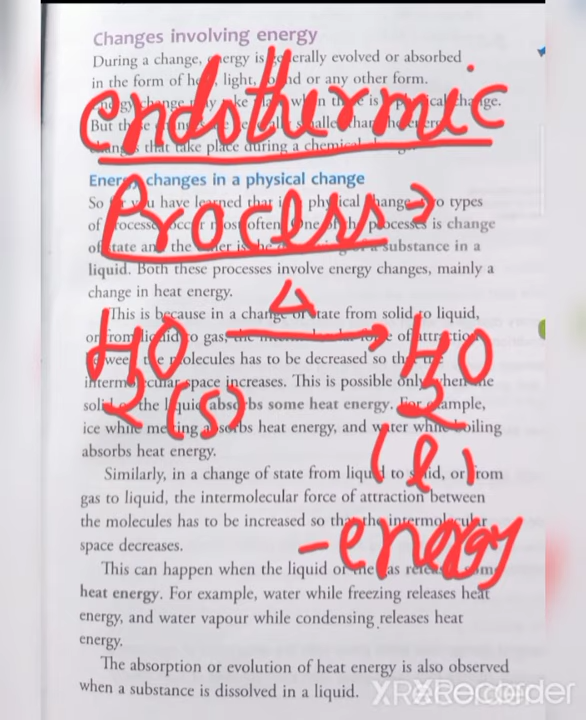 Changes involving energy
During a change, energy is generally evolved or absorbed
in the form of heat, light, sound or any other form.
endothermic
that take place during a chemical
Energy changes in a physical change
So you have learned that in physical change two types
Process
of processes occur most often. One of the processes is change
of state and the other is the substance in a
liquid. Both these processes involve energy changes, mainly a
change in heat energy.
This is because in a change of state from solid to liquid,
or from liquid to gas, the intermolecular force of attraction
between the molecules has to be decreased so that the
H2O (s) Δ → H2O (l)
intermolecular space increases. This is possible only when the
solid or the liquid absorbs some heat energy. For example,
ice while melting absorbs heat energy, and water while boiling
absorbs heat energy.
Similarly, in a change of state from liquid to solid, or from
gas to liquid, the intermolecular force of attraction between
the molecules has to be increased so that the intermolecular
space decreases.
- energy
This can happen when the liquid or the gas releases some
heat energy. For example, water while freezing releases heat
energy, and water vapour while condensing releases heat
energy.
The absorption or evolution of heat energy is also observed
when a substance is dissolved in a liquid.
XRecorder